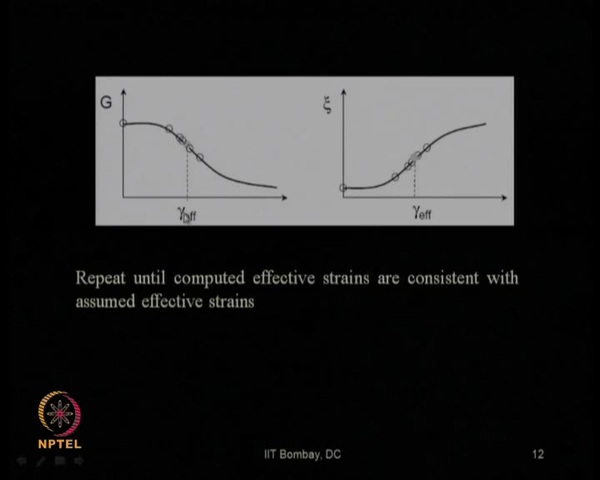 G
ξ
γeff
γeff
Repeat until computed effective strains are consistent with
assumed effective strains
NPTEL
IIT Bombay, DC
12